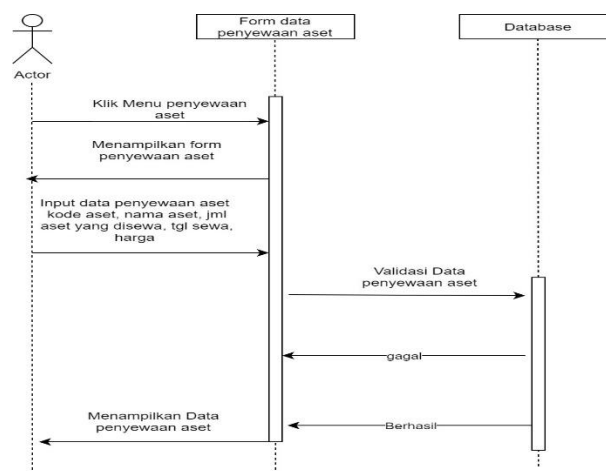 Form data
penyewaan aset
Database
Actor
Klik Menu penyewaan
aset
Menampilkan form
penyewaan aset
Input data penyewaan aset
kode aset, nama aset, jml
aset yang disewa, tgl sewa,
harga
Validasi Data
penyewaan aset
gagal
Berhasil
Menampilkan Data
penyewaan aset